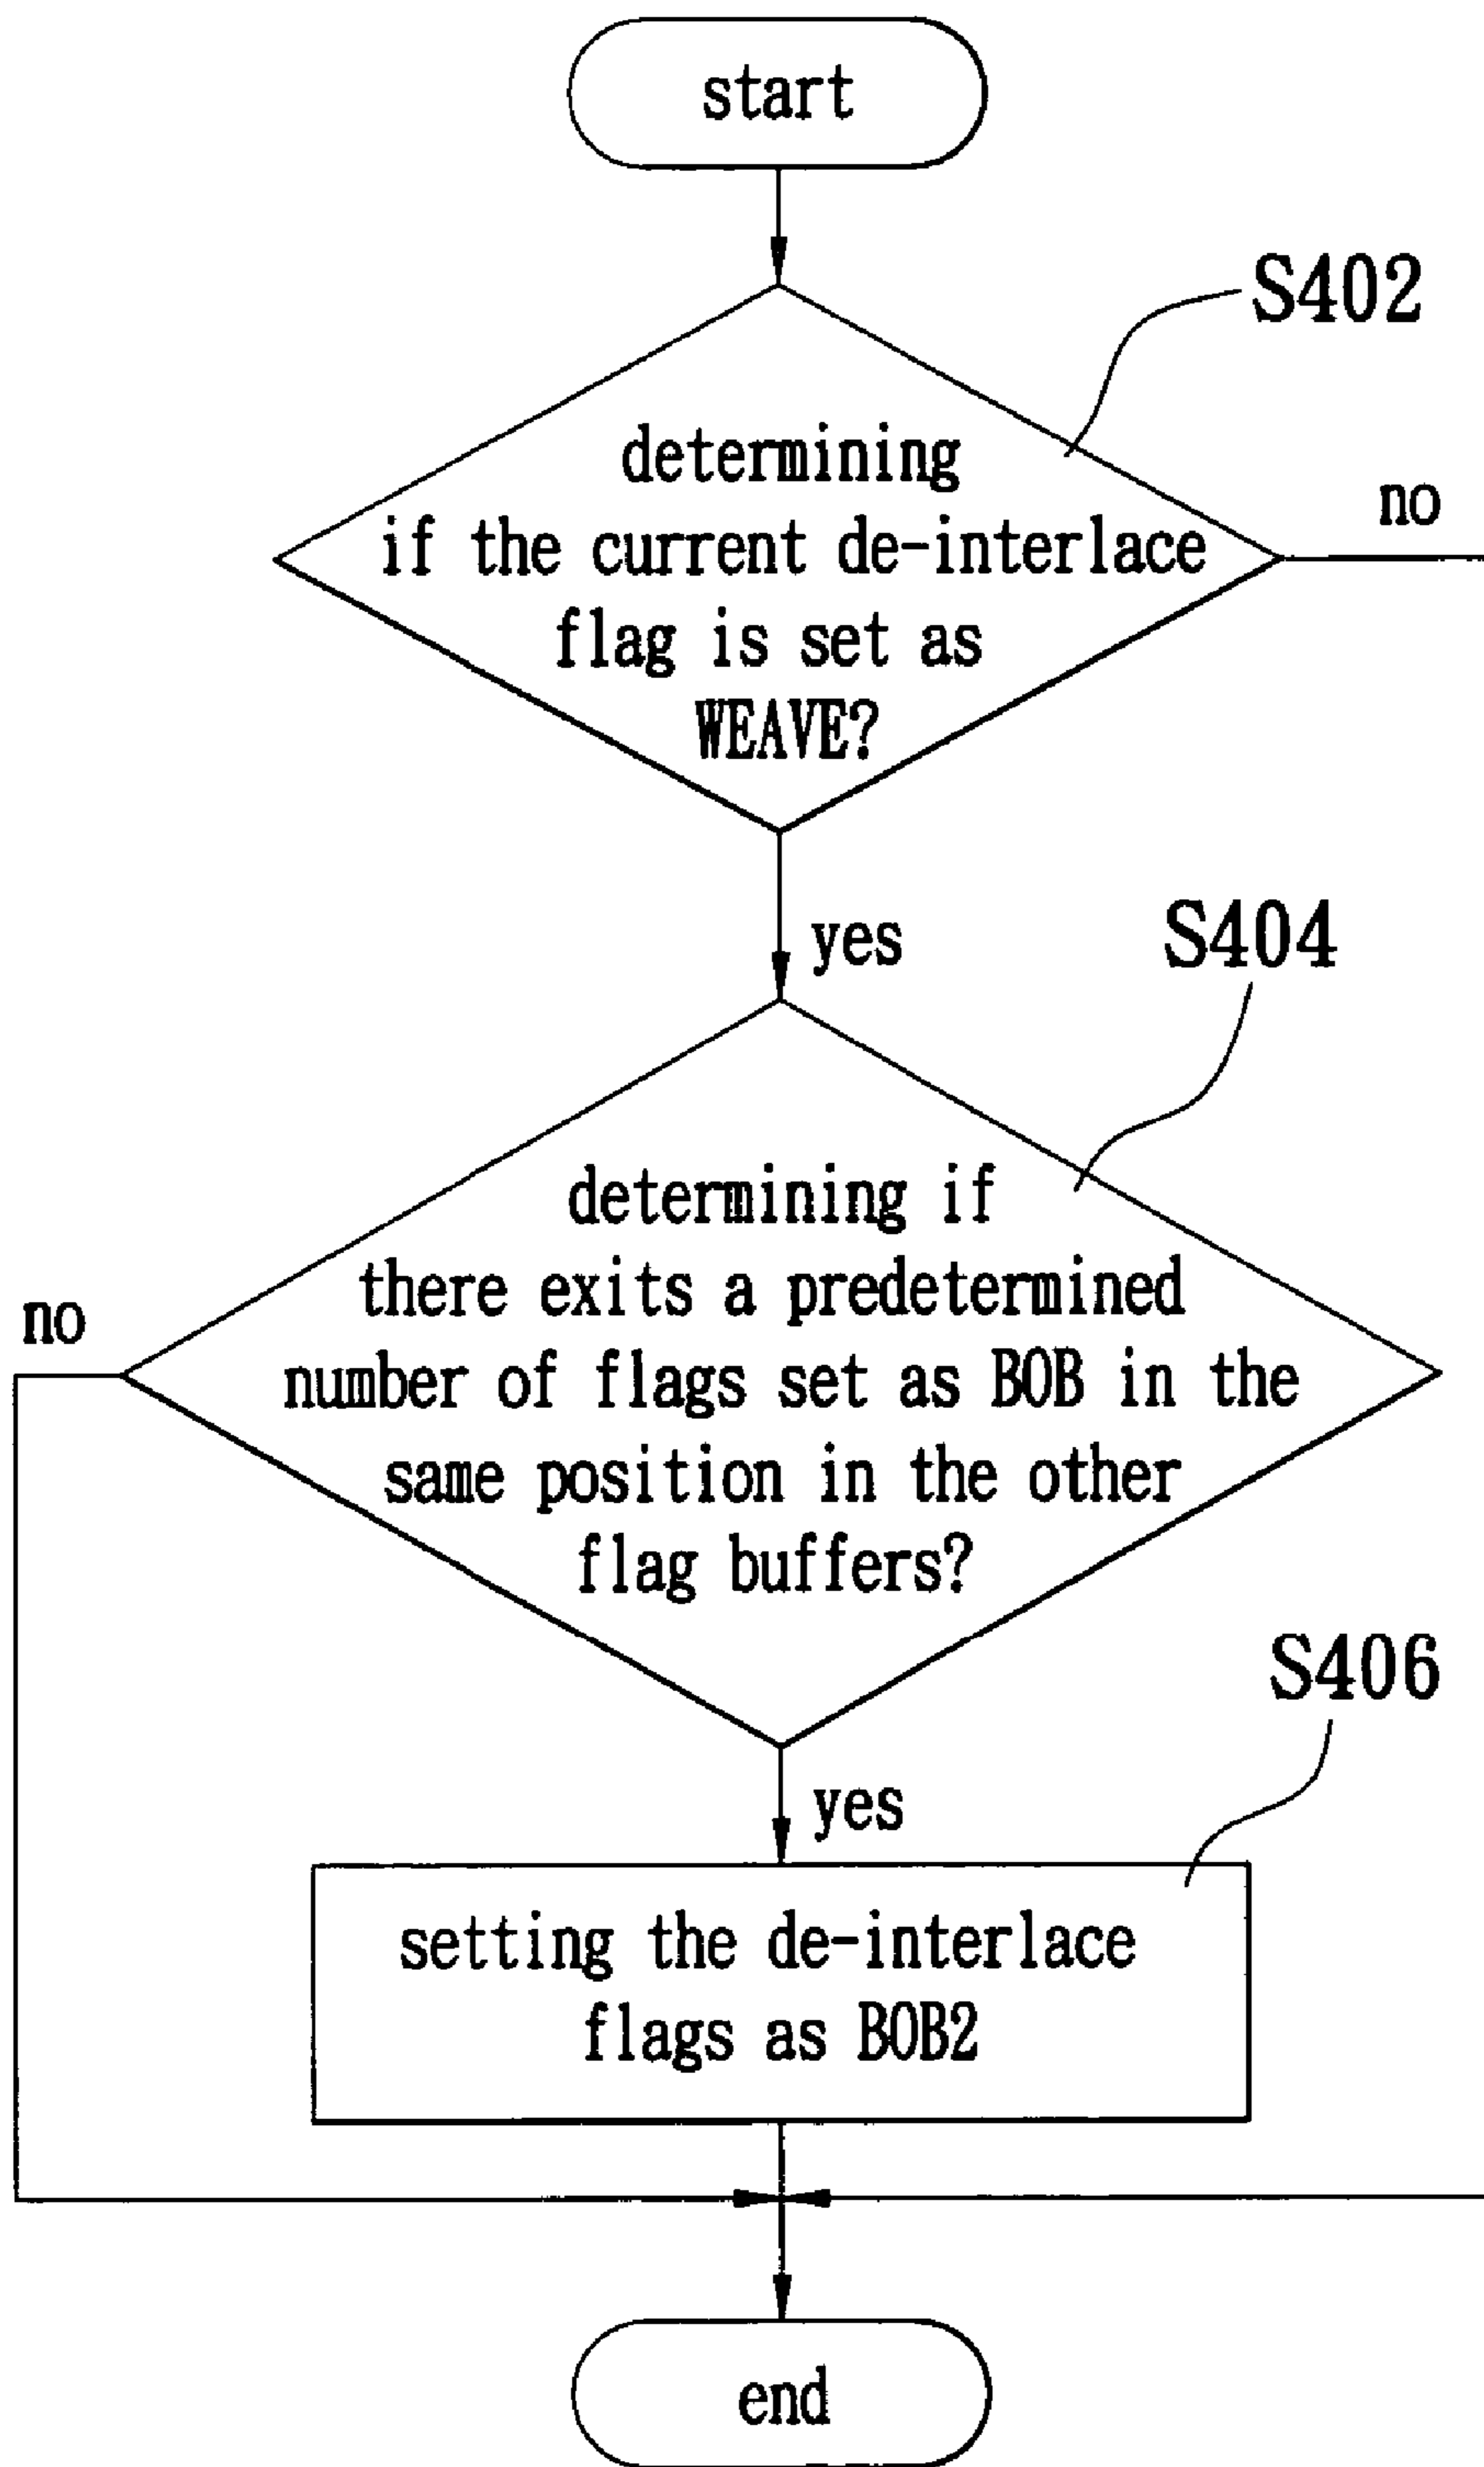 start
S402
determining
if the current de-interlace
flag is set as
WEAVE?
no
yes
S404
determining if
there exits a predetermined
number of flags set as BOB in the
same position in the other
flag buffers?
no
yes
S406
setting the de-interlace
flags as BOB2
end